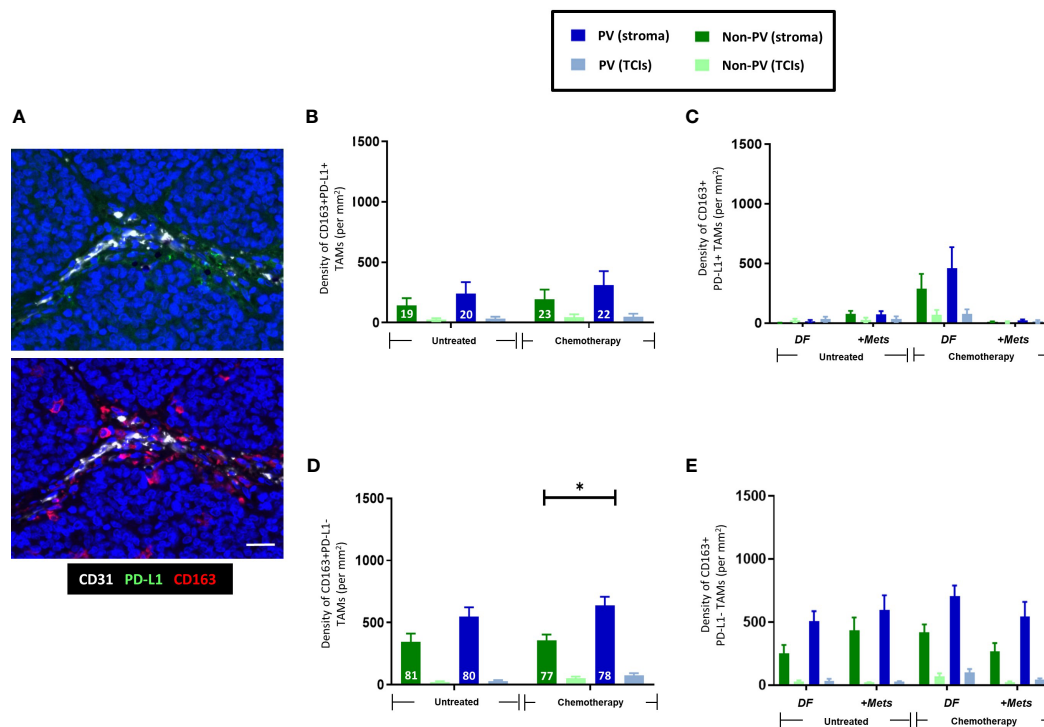 PV (stroma) Non-PV (stroma)
PV (TCIs) Non-PV (TCIs)
A
CD31 PD-L1 CD163
B
Density of CD163+PD-L1+
TAMs (per mm²)
1500
1000
500
0
19 20 23 22
Untreated Chemotherapy
C
Density of CD163+
PD-L1+ TAMs (per mm²)
1500
1000
500
0
DF +Mets DF +Mets
Untreated Chemotherapy
D
Density of CD163+PD-L1-
TAMs (per mm²)
1500
1000
500
0
*
81 80 77 78
Untreated Chemotherapy
E
Density of CD163+
PD-L1- TAMs (per mm²)
1500
1000
500
0
DF +Mets DF +Mets
Untreated Chemotherapy